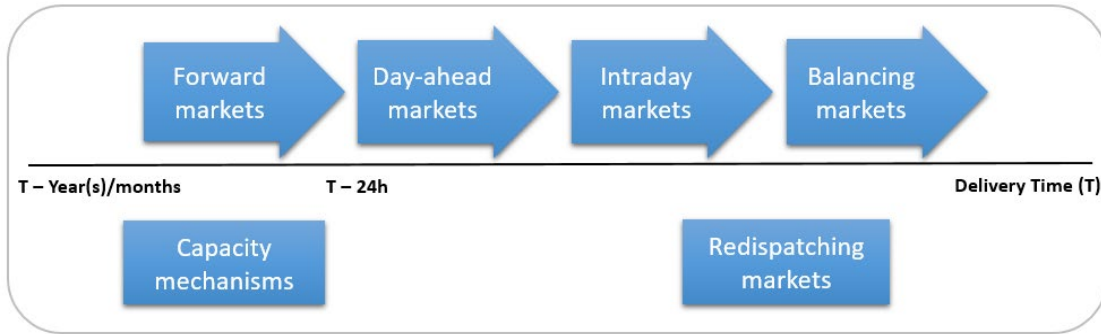 Forward
markets
Day-ahead
markets
Intraday
markets
Balancing
markets
T – Year(s)/months
T – 24h
Delivery Time (T)
Capacity
mechanisms
Redispatching
markets